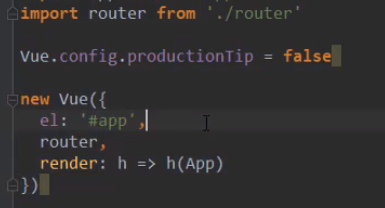 import router from './router'
Vue.config.productionTip = false
new Vue({
el: '#app',
router,
render: h => h(App)
})